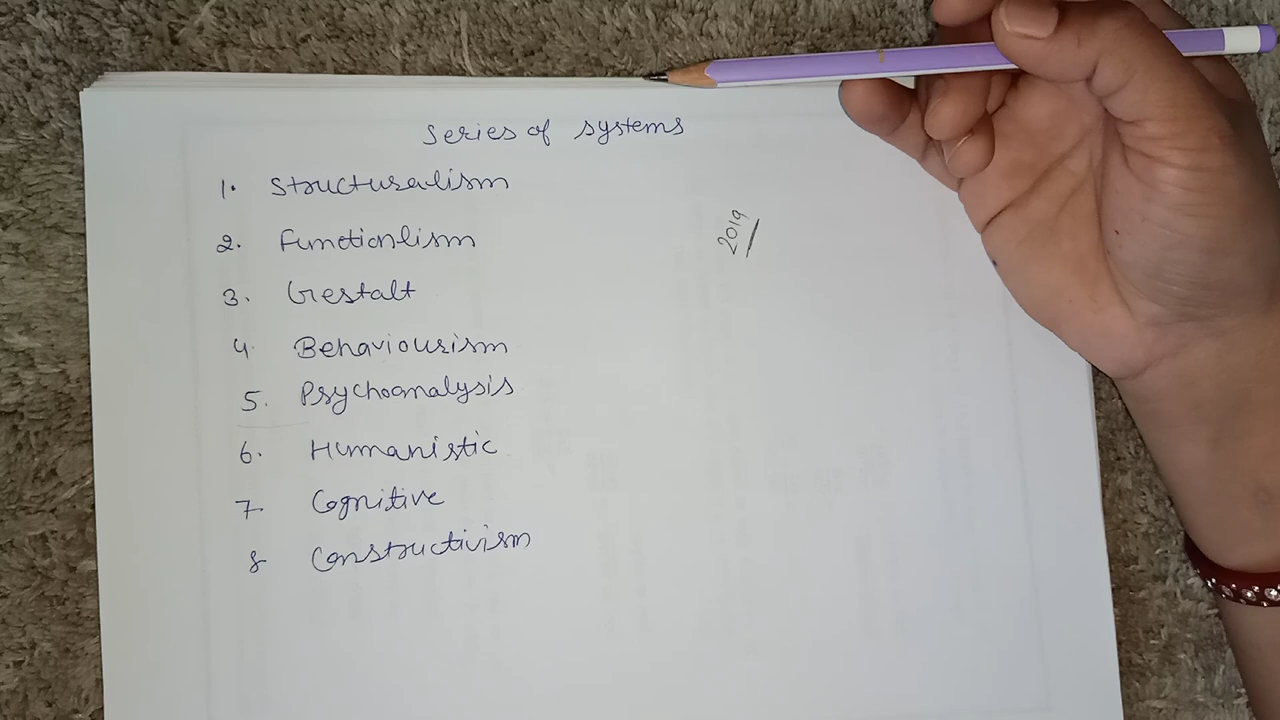 Series of systems
1. Structuralism
2. Functionlism
2019
3. Gestalt
4. Behaviourism
5. Psychoanalysis
6. Humanistic
7. Cognitive
8 Constructivism